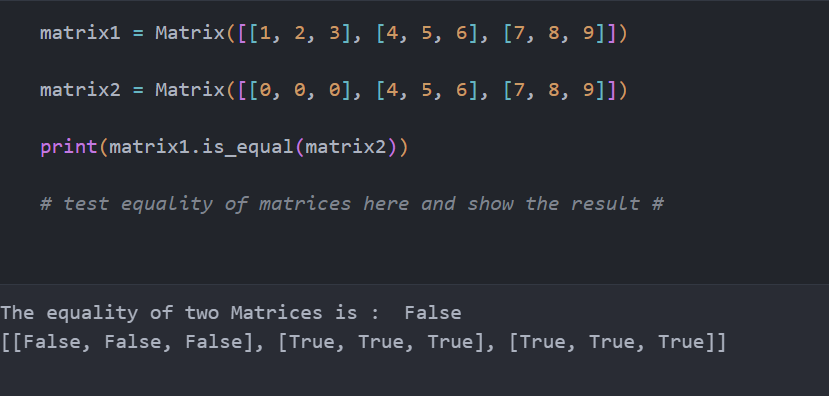 matrix1 = Matrix([[1, 2, 3], [4, 5, 6], [7, 8, 9]])
matrix2 = Matrix([[0, 0, 0], [4, 5, 6], [7, 8, 9]])
print(matrix1.is_equal(matrix2))
# test equality of matrices here and show the result #
The equality of two Matrices is :  False
[[False, False, False], [True, True, True], [True, True, True]]